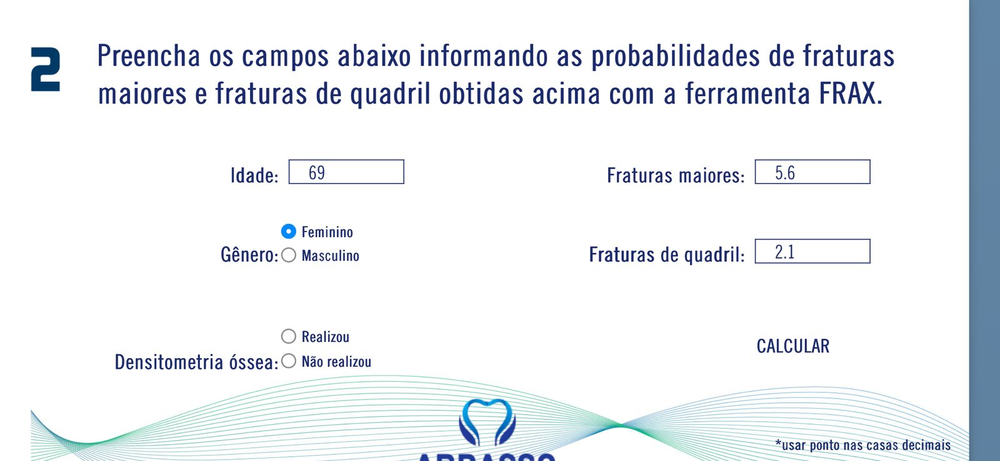 2
Preencha os campos abaixo informando as probabilidades de fraturas
maiores e fraturas de quadril obtidas acima com a ferramenta FRAX.
Idade: 69
Fraturas maiores: 5.6
Feminino
Gênero: Masculino
Fraturas de quadril: 2.1
Realizou
Densitometria óssea: Não realizou
CALCULAR
*usar ponto nas casas decimais
ABRASSO